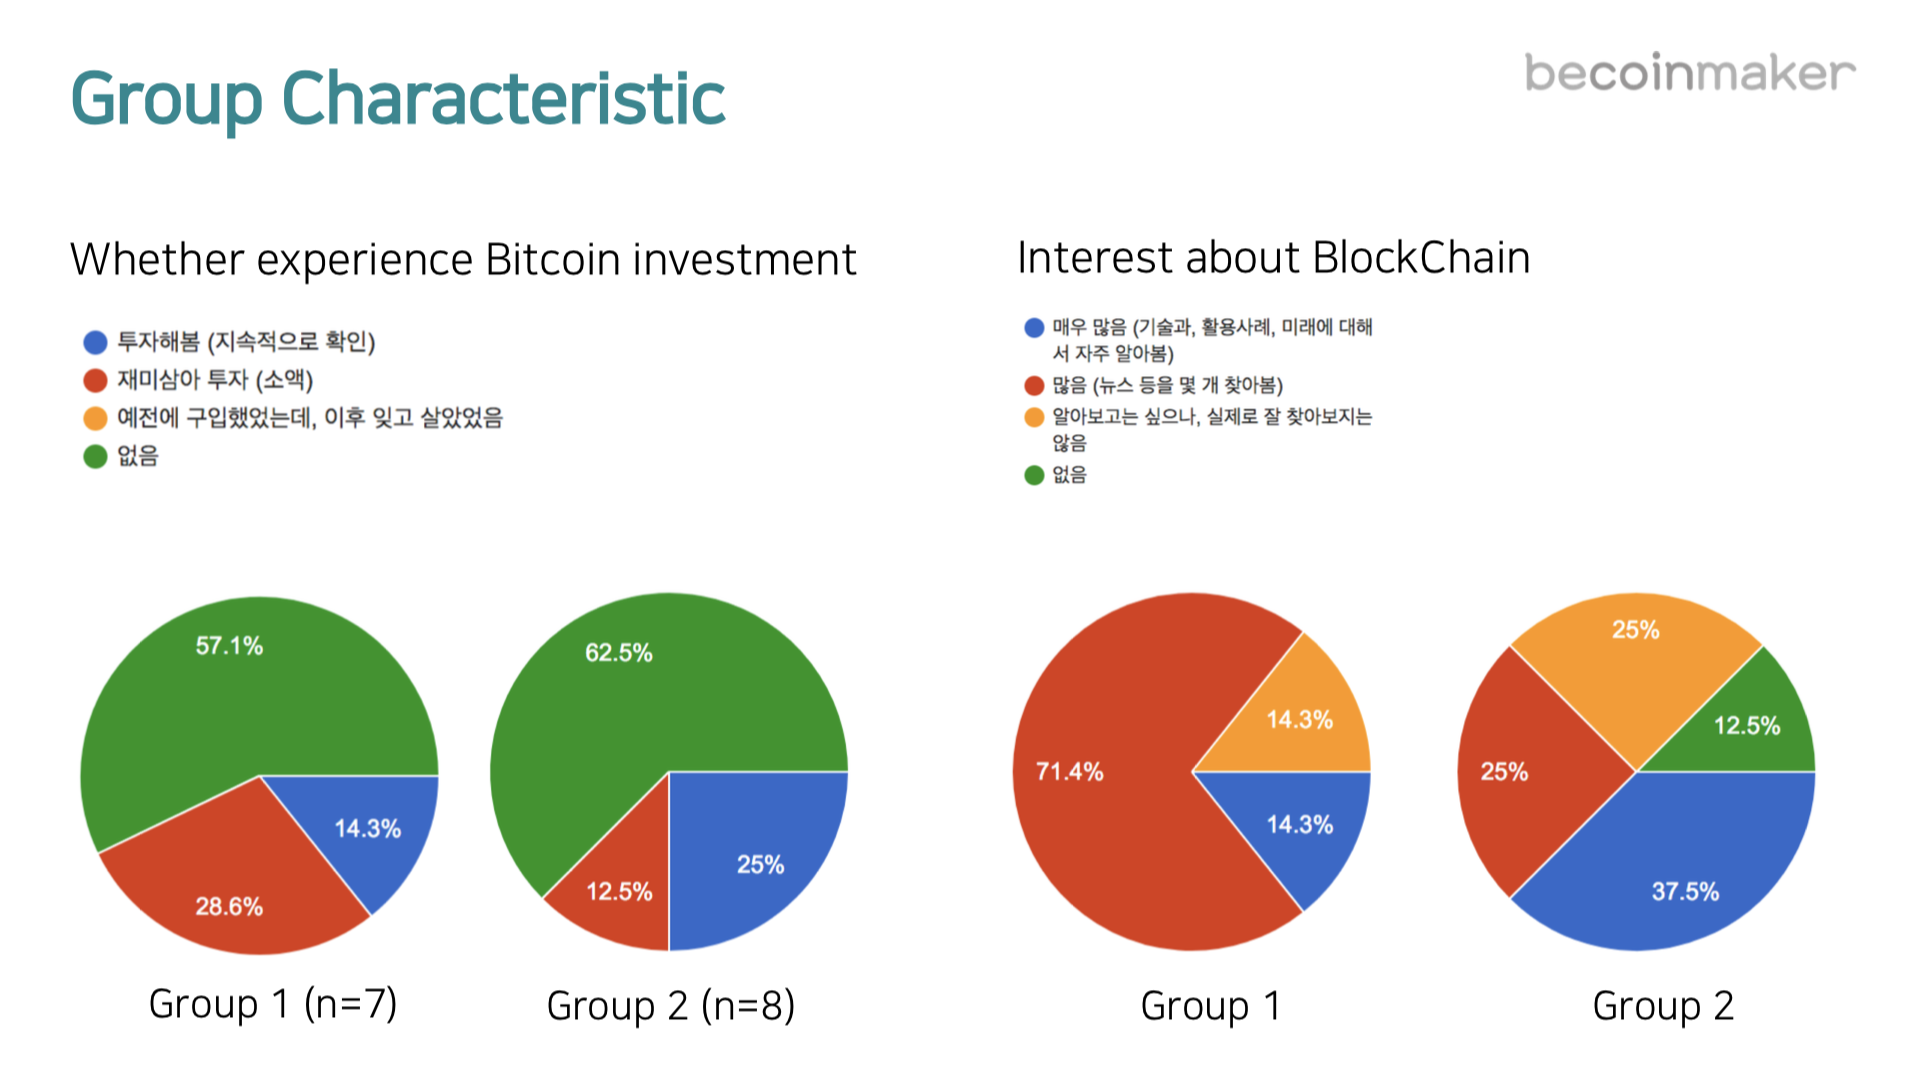 Group Characteristic
becoinmaker
Whether experience Bitcoin investment
투자해봄 (지속적으로 확인)
재미삼아 투자 (소액)
예전에 구입했었는데, 이후 잊고 살았었음
없음
57.1%
14.3%
28.6%
Group 1 (n=7)
62.5%
12.5%
25%
Group 2 (n=8)
Interest about BlockChain
매우 많음 (기술과, 활용사례, 미래에 대해
서 자주 알아봄)
많음 (뉴스 등을 몇 개 찾아봄)
알아보고는 싶으나, 실제로 잘 찾아보지는
않음
없음
14.3%
71.4%
14.3%
Group 1
25%
12.5%
25%
37.5%
Group 2